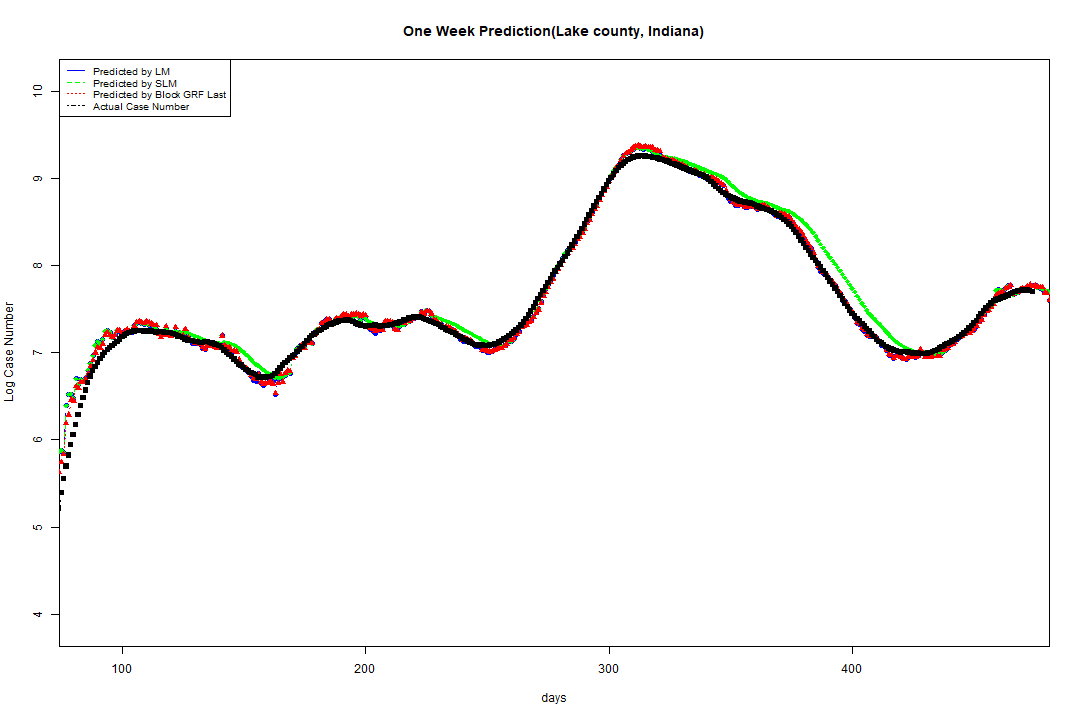 One Week Prediction(Lake county, Indiana)
Predicted by LM
Predicted by SLM
Predicted by Block GRF Last
Actual Case Number
10
9
8
7
6
5
4
Log Case Number
100 200 300 400
days